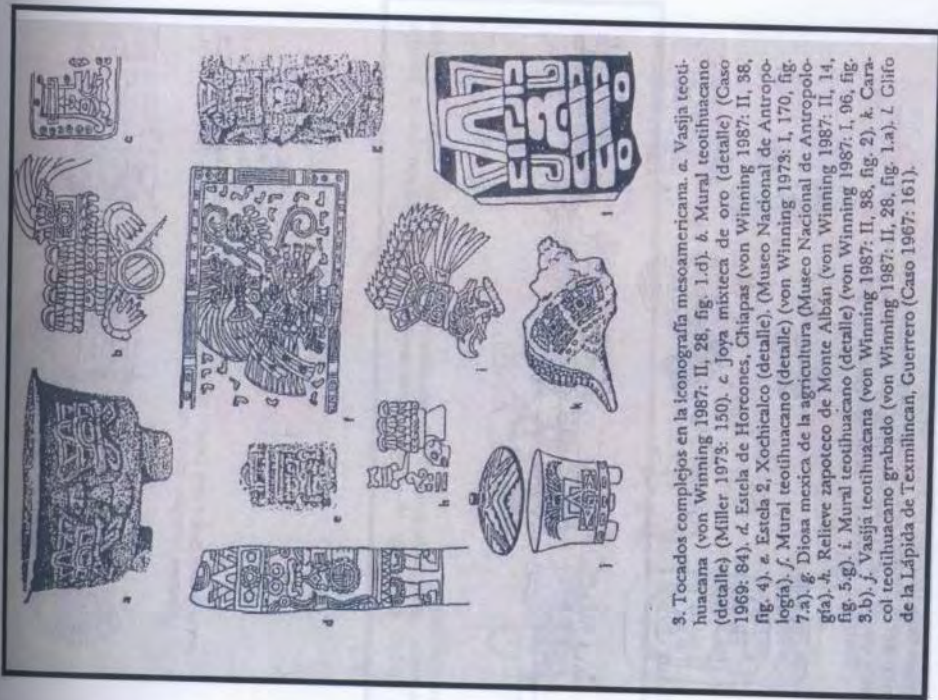 a
b
c
d
e
f
g
h
i
j
k
l
3. Tocados complejos en la iconografía mesoamericana. a. Vasija teoti-
huacana (von Winning 1987: II, 28, fig. 1.d). b. Mural teotihuacano
(detalle) (Miller 1973: 150). c. Joya mixteca de oro (detalle) (Caso
1969: 84). d. Estela de Horcones, Chiapas (von Winning 1987: II, 38,
fig. 4). e. Estela 2, Xochicalco (detalle). (Museo Nacional de Antropo-
logía). f. Mural teotihuacano (detalle) (von Winning 1973: I, 170, fig.
7.a). g. Diosa mexica de la agricultura (Museo Nacional de Antropolo-
gía). h. Relieve zapoteco de Monte Albán (von Winning 1987: II, 14,
fig. 5.g). i. Mural teotihuacano (detalle) (von Winning 1987: I, 96, fig.
3.b). j. Vasija teotihuacana (von Winning 1987: II, 38, fig. 2). k. Cara-
col teotihuacano grabado (von Winning 1987: II, 28, fig. 1.a). l. Glifo
de la Lápida de Texmilincan, Guerrero (Caso 1967: 161).